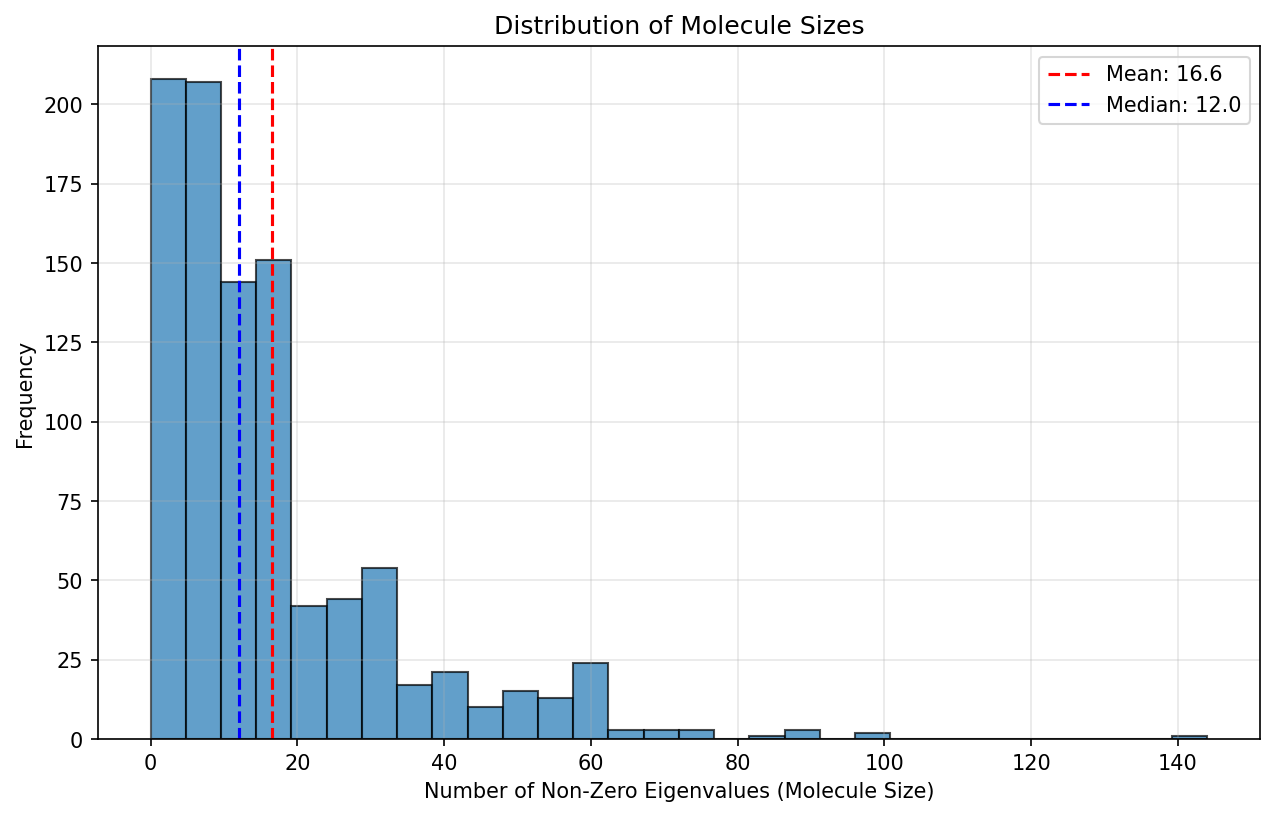 Distribution of Molecule Sizes
Mean: 16.6
Median: 12.0
Frequency
200
175
150
125
100
75
50
25
0
0 20 40 60 80 100 120 140
Number of Non-Zero Eigenvalues (Molecule Size)